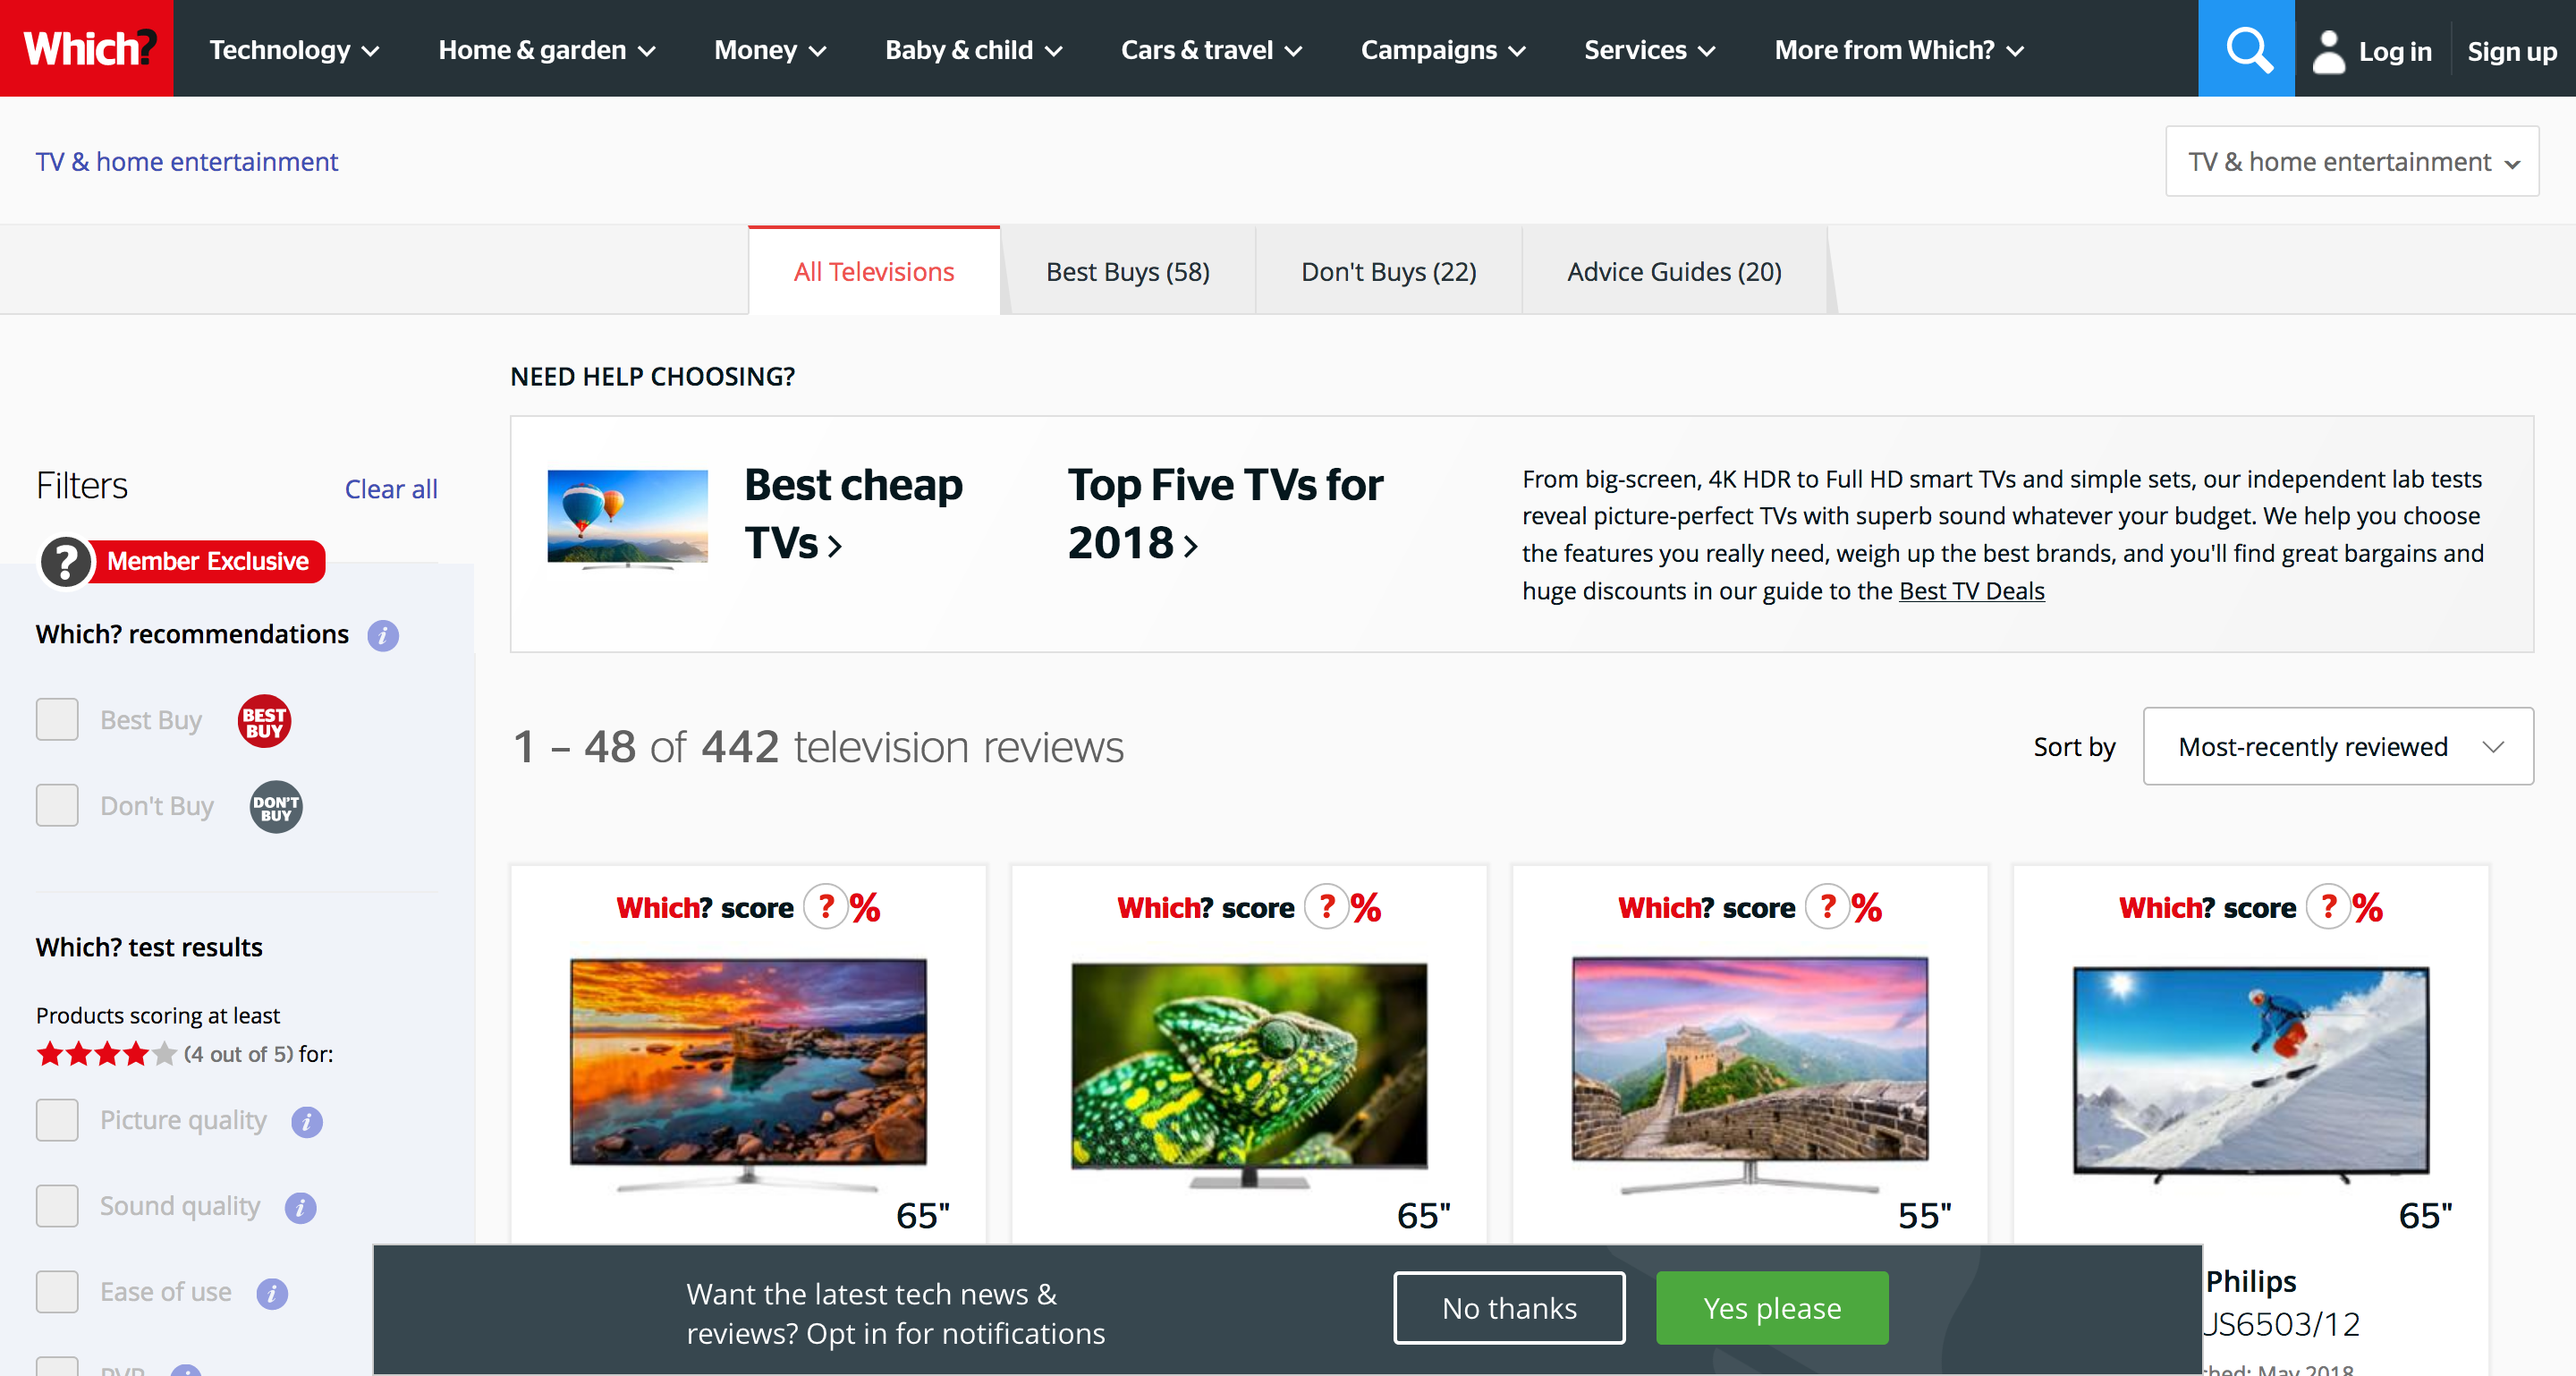 Which?
Technology
Home & garden
Money
Baby & child
Cars & travel
Campaigns
Services
More from Which?
Log in
Sign up
TV & home entertainment
TV & home entertainment
All Televisions
Best Buys (58)
Don't Buys (22)
Advice Guides (20)
NEED HELP CHOOSING?
Best cheap
TVs
Top Five TVs for
2018
From big-screen, 4K HDR to Full HD smart TVs and simple sets, our independent lab tests
reveal picture-perfect TVs with superb sound whatever your budget. We help you choose
the features you really need, weigh up the best brands, and you'll find great bargains and
huge discounts in our guide to the Best TV Deals
Filters
Clear all
? Member Exclusive
Which? recommendations i
Best Buy BEST BUY
Don't Buy DON'T BUY
Which? test results
Products scoring at least
(4 out of 5) for:
Picture quality i
Sound quality i
Ease of use i
PVR i
1 – 48 of 442 television reviews
Sort by
Most-recently reviewed
Which? score ?%
65"
Which? score ?%
65"
Which? score ?%
55"
Which? score ?%
65"
Philips
US6503/12
May 2018
Want the latest tech news &
reviews? Opt in for notifications
No thanks
Yes please